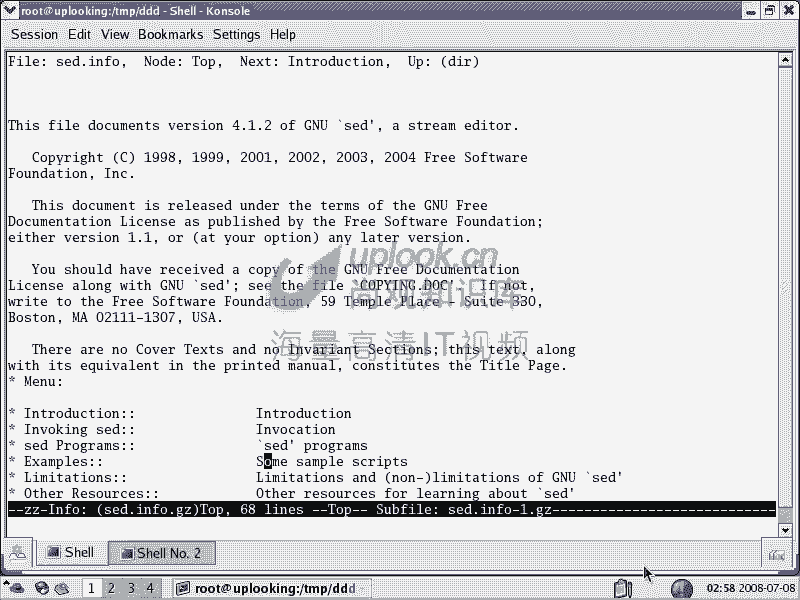 root@uplooking:/tmp/ddd - Shell - Konsole
Session Edit View Bookmarks Settings Help
File: sed.info,  Node: Top,  Next: Introduction,  Up: (dir)
This file documents version 4.1.2 of GNU `sed', a stream editor.
Copyright (C) 1998, 1999, 2001, 2002, 2003, 2004 Free Software
Foundation, Inc.
This document is released under the terms of the GNU Free
Documentation License as published by the Free Software Foundation;
either version 1.1, or (at your option) any later version.
uplook.cn
You should have received a copy of the GNU Free Documentation
License along with GNU `sed'; see the file `COPYING.DOC'.  If not,
尚观知识库
write to the Free Software Foundation, 59 Temple Place - Suite 330,
Boston, MA 02111-1307, USA.
海量高清IT视频
There are no Cover Texts and no Invariant Sections; this text, along
with its equivalent in the printed manual, constitutes the Title Page.
* Menu:
* Introduction::               Introduction
* Invoking sed::               Invocation
* sed Programs::               `sed' programs
* Examples::                   Some sample scripts
* Limitations::                Limitations and (non-)limitations of GNU `sed'
* Other Resources::            Other resources for learning about `sed'
--zz-Info: (sed.info.gz)Top, 68 lines --Top-- Subfile: sed.info-1.gz----------------------------
Shell
Shell No. 2
1 2 3 4 root@uplooking:/tmp/ddd 02:58 2008-07-08